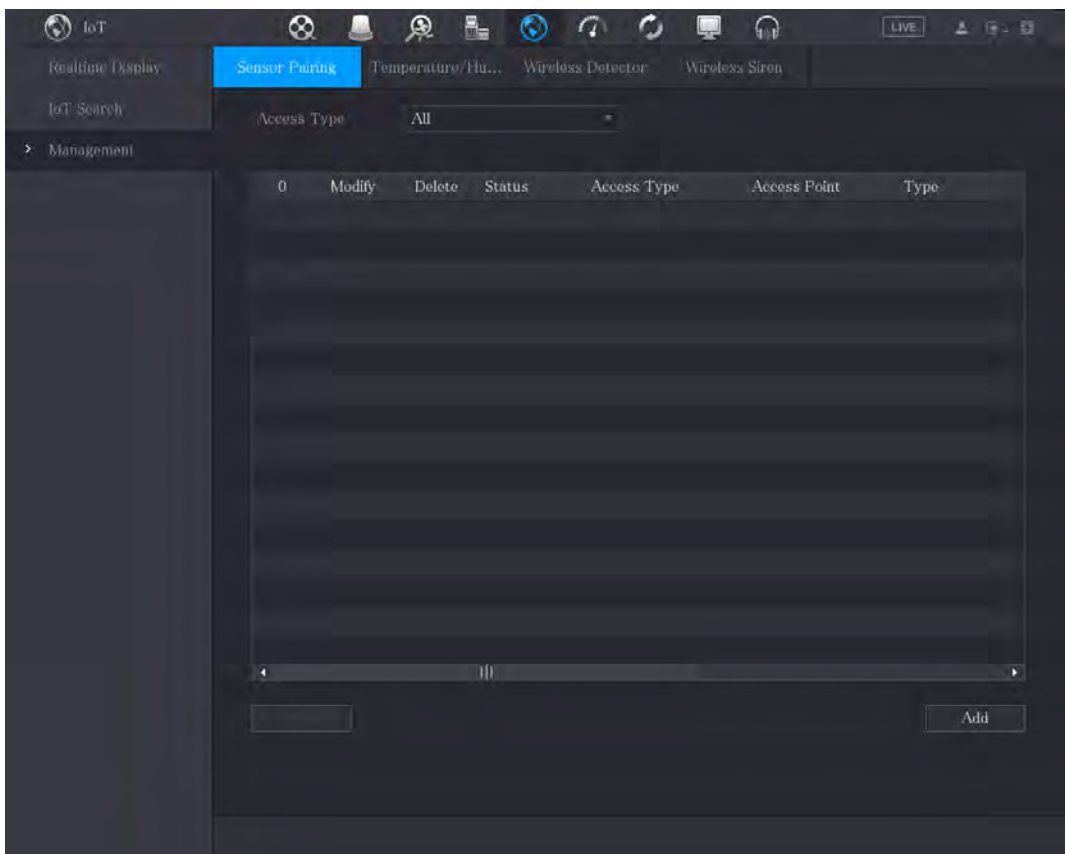 IoT LIVE
Realtime Display Sensor Pairing Temperature/Hu... Wireless Detector Wireless Siren
IoT Search Access Type All
Management
0 Modify Delete Status Access Type Access Point Type
Add